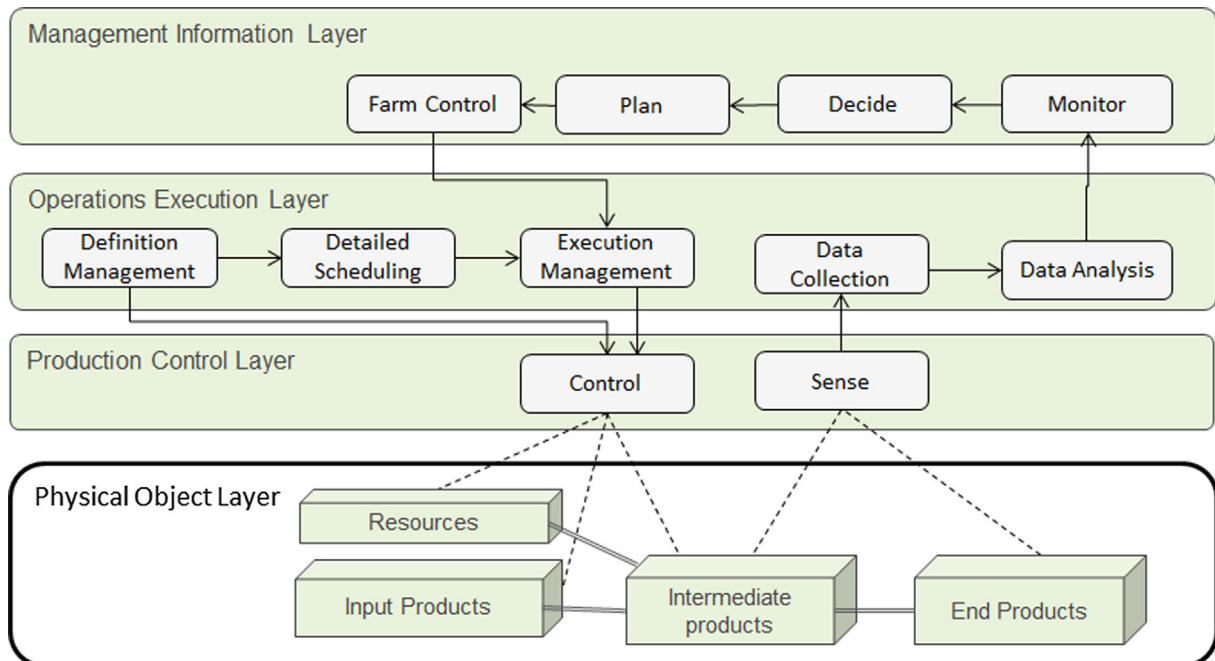 Management Information Layer
Farm Control
Plan
Decide
Monitor
Operations Execution Layer
Definition
Management
Detailed
Scheduling
Execution
Management
Data
Collection
Data Analysis
Production Control Layer
Control
Sense
Physical Object Layer
Resources
Input Products
Intermediate
products
End Products